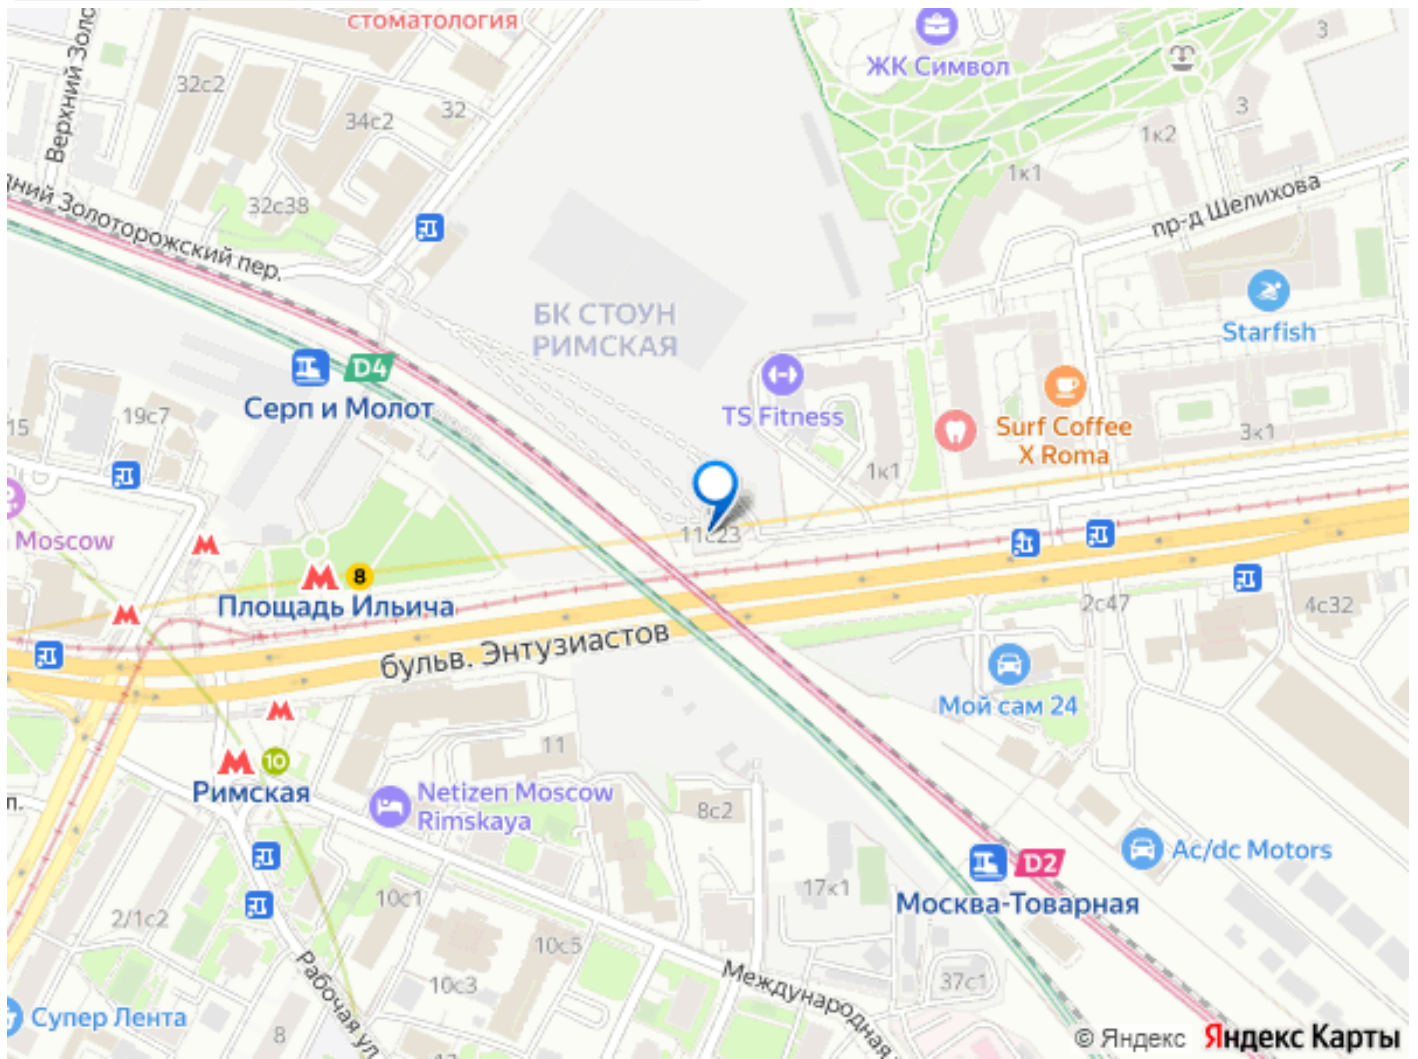 стоматология
ЖК Символ
3
Верхний Золо
32с2
34с2
32
3
1к2
1к1
32с38
дний Золоторожский пер.
пр-д Шелихова
БК СТОУН
РИМСКАЯ
Starfish
D4
Серп и Молот
TS Fitness
Surf Coffee
X Roma
15
19с7
3к1
1к1
Moscow
11с23
8
Площадь Ильича
2с47
4с32
бульв. Энтузиастов
Мой сам 24
11
10
Римская
Netizen Moscow
Rimskaya
8с2
Ac/dc Motors
D2
Москва-Товарная
17к1
10с1
2/1с2
10с5
Рабочая ул.
10с3
Международная
37с1
Супер Лента
8
13
© Яндекс Яндекс Карты